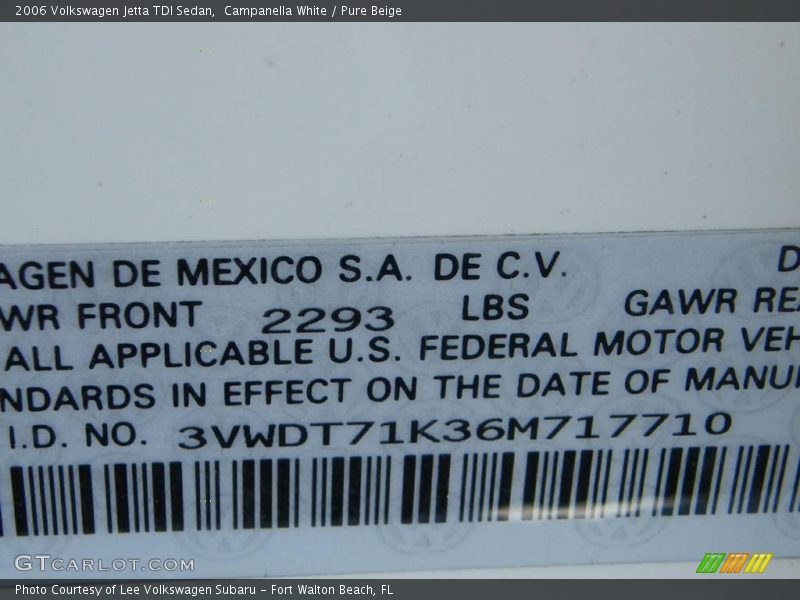 2006 Volkswagen Jetta TDI Sedan,  Campanella White / Pure Beige
AGEN DE MEXICO S.A. DE C.V. D
WR FRONT 2293 LBS GAWR REA
ALL APPLICABLE U.S. FEDERAL MOTOR VEH
NDARDS IN EFFECT ON THE DATE OF MANU
I.D. NO. 3VWDT71K36M717710
GTCARLOT.COM
Photo Courtesy of Lee Volkswagen Subaru - Fort Walton Beach, FL